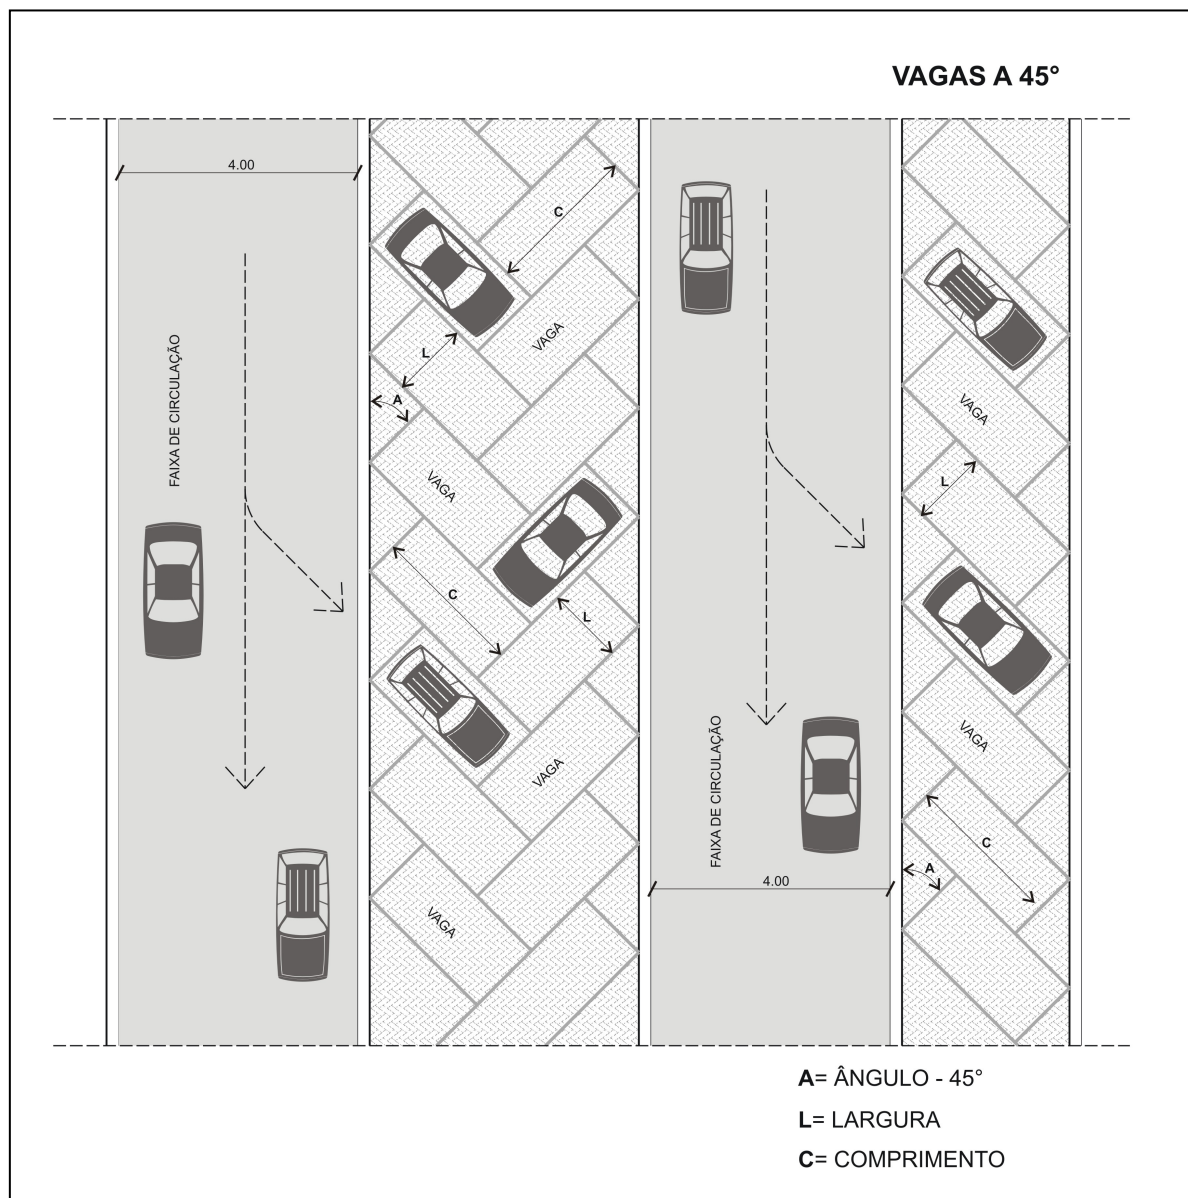 VAGAS A 45°
4.00
C
VAGA
L
A
FAIXA DE CIRCULAÇÃO
VAGA
VAGA
L
C
L
VAGA
FAIXA DE CIRCULAÇÃO
VAGA
VAGA
C
A
4.00
VAGA
A= ÂNGULO - 45°
L= LARGURA
C= COMPRIMENTO